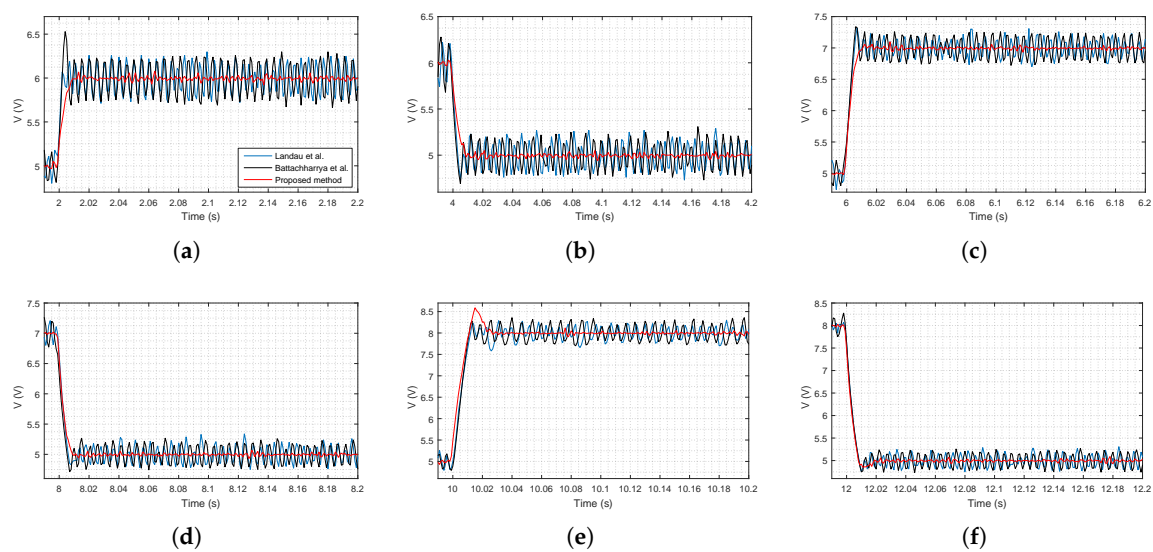 6.5
6
5.5
5
V (V)
2 2.02 2.04 2.06 2.08 2.1 2.12 2.14 2.16 2.18 2.2
Time (s)
Landau et al.
Battachharrya et al.
Proposed method
(a)
6.5
6
5.5
5
V (V)
4 4.02 4.04 4.06 4.08 4.1 4.12 4.14 4.16 4.18 4.2
Time (s)
(b)
7.5
7
6.5
6
5.5
5
V (V)
6 6.02 6.04 6.06 6.08 6.1 6.12 6.14 6.16 6.18 6.2
Time (s)
(c)
7.5
7
6.5
6
5.5
5
V (V)
8 8.02 8.04 8.06 8.08 8.1 8.12 8.14 8.16 8.18 8.2
Time (s)
(d)
8.5
8
7.5
7
6.5
6
5.5
5
V (V)
10 10.02 10.04 10.06 10.08 10.1 10.12 10.14 10.16 10.18 10.2
Time (s)
(e)
8.5
8
7.5
7
6.5
6
5.5
5
V (V)
12 12.02 12.04 12.06 12.08 12.1 12.12 12.14 12.16 12.18 12.2
Time (s)
(f)